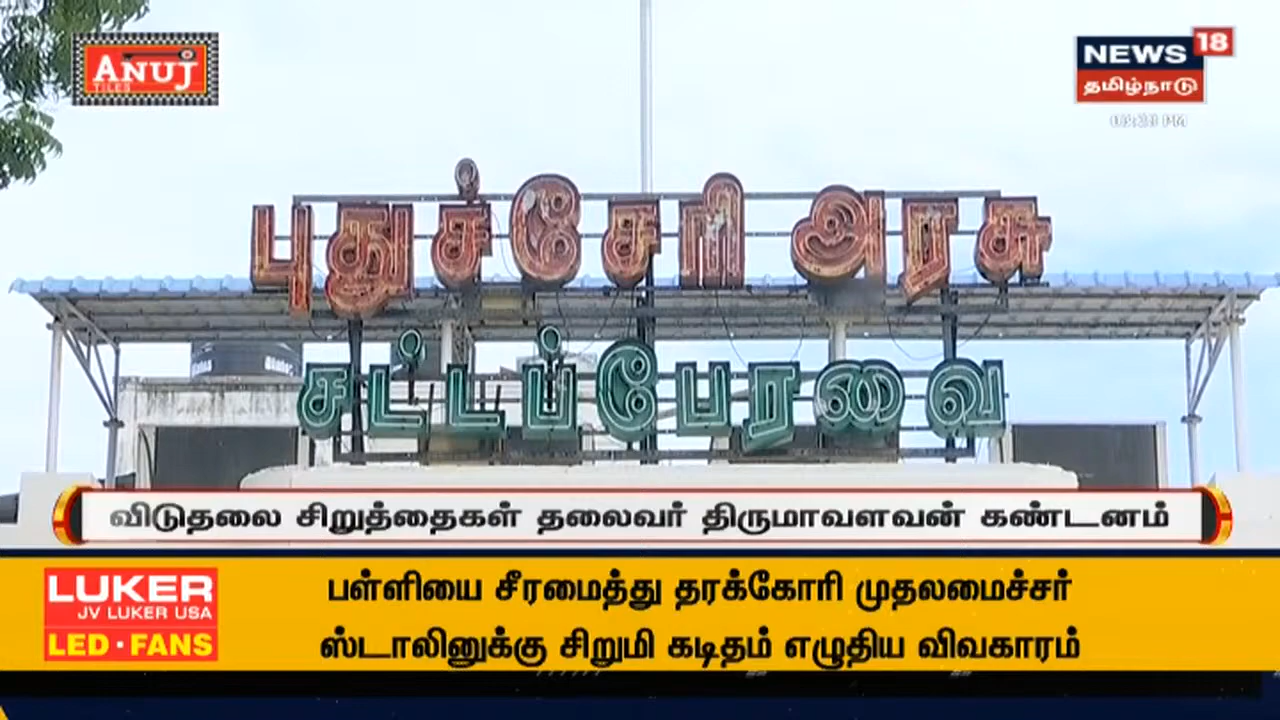 ANUJ
TILES
NEWS 18
தமிழ்நாடு
புதுச்சேரி அரசு
சட்டப்பேரவை
விடுதலை சிறுத்தைகள் தலைவர் திருமாவளவன் கண்டனம்
LUKER
JV LUKER USA
LED · FANS
பள்ளியை சீரமைத்து தரக்கோரி முதலமைச்சர்
ஸ்டாலினுக்கு சிறுமி கடிதம் எழுதிய விவகாரம்